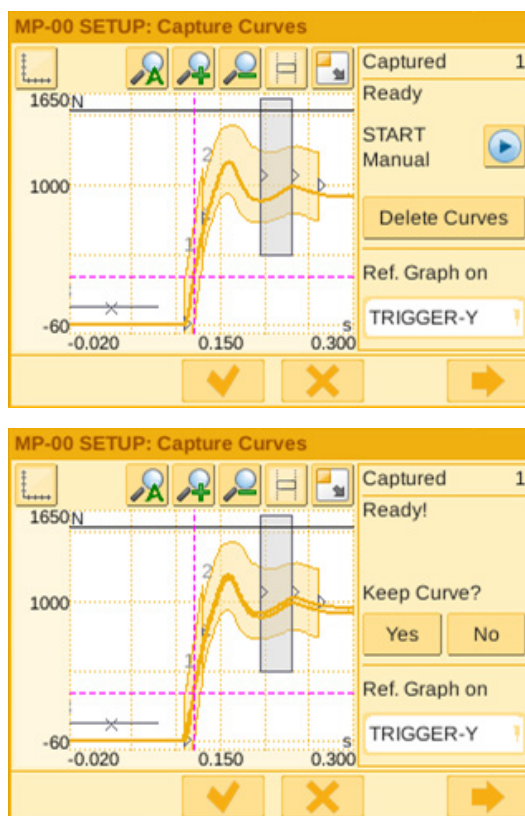 MP-00 SETUP: Capture Curves
Captured 1
1650 N
Ready
START
Manual
2
1000
Delete Curves
1
Ref. Graph on
TRIGGER-Y
-60
s
-0.020 0.150 0.300
MP-00 SETUP: Capture Curves
Captured 1
1650 N
Ready!
2
1000
Keep Curve?
Yes No
1
Ref. Graph on
TRIGGER-Y
-60
s
-0.020 0.150 0.300